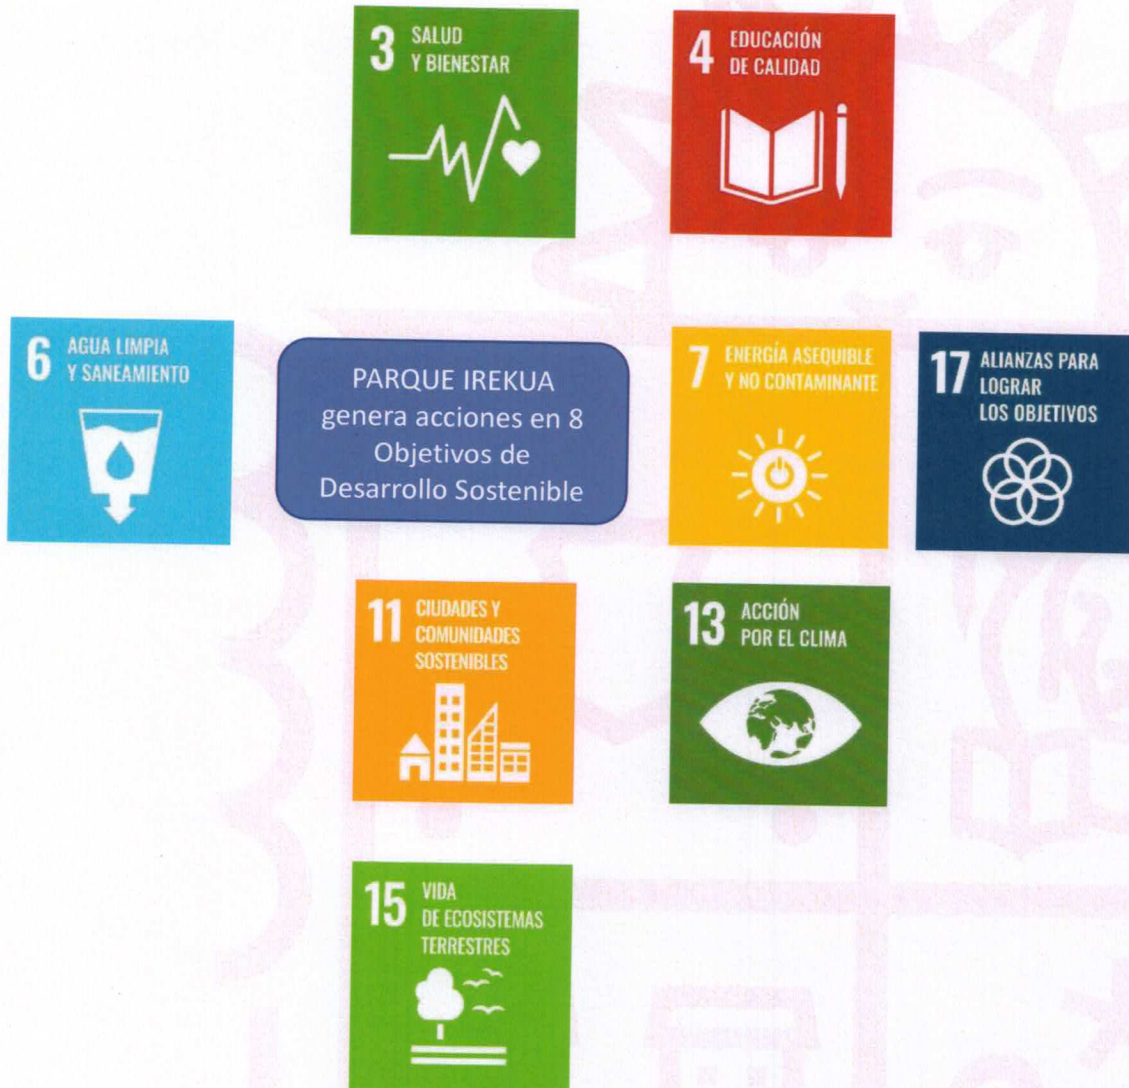 3 SALUD
Y BIENESTAR
4 EDUCACIÓN
DE CALIDAD
6 AGUA LIMPIA
Y SANEAMIENTO
PARQUE IREKUA
genera acciones en 8
Objetivos de
Desarrollo Sostenible
7 ENERGÍA ASEQUIBLE
Y NO CONTAMINANTE
17 ALIANZAS PARA
LOGRAR
LOS OBJETIVOS
11 CIUDADES Y
COMUNIDADES
SOSTENIBLES
13 ACCIÓN
POR EL CLIMA
15 VIDA
DE ECOSISTEMAS
TERRESTRES